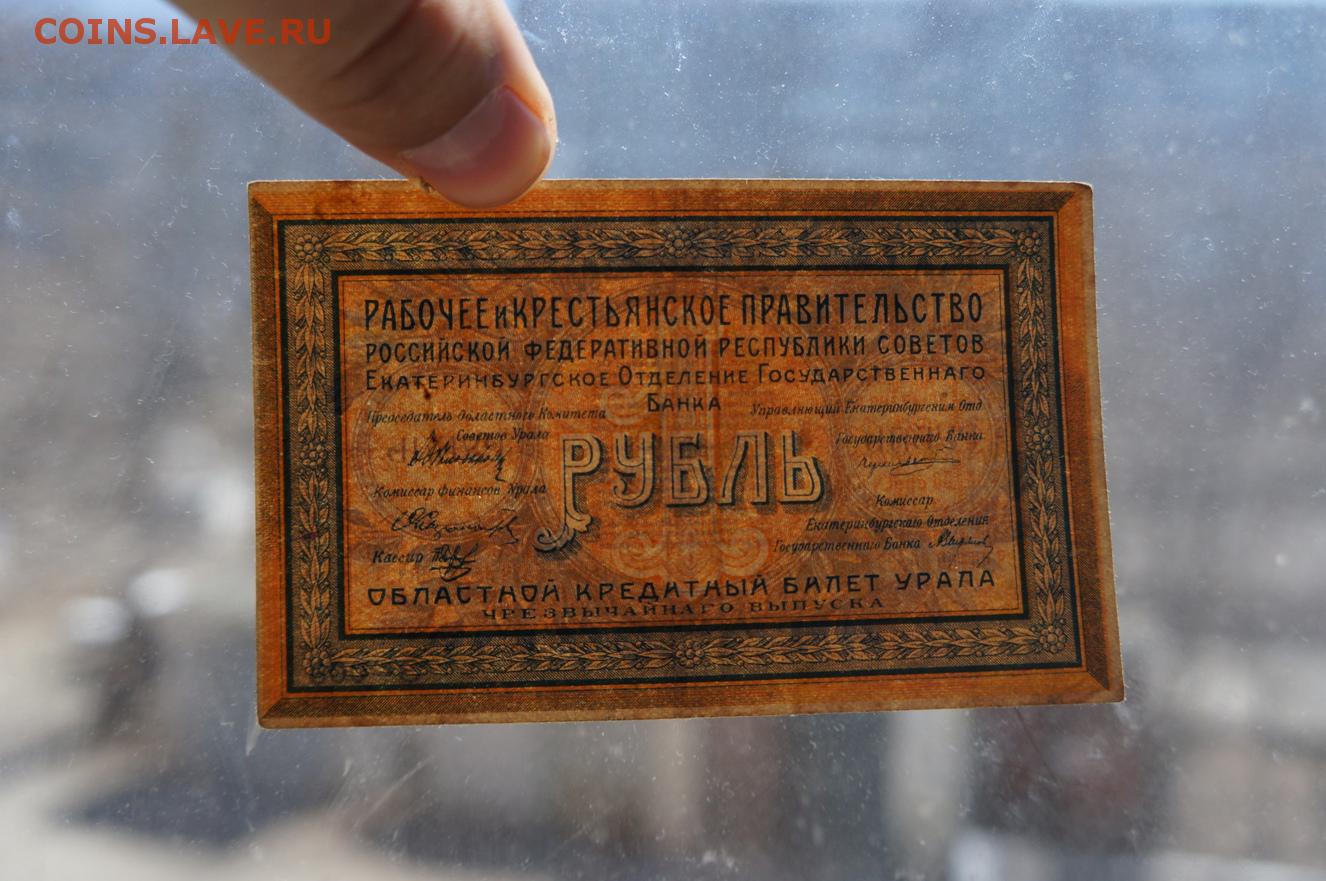 COINS.LAVE.RU
РАБОЧЕЕ и КРЕСТЬЯНСКОЕ ПРАВИТЕЛЬСТВО
РОССИЙСКОЙ ФЕДЕРАТИВНОЙ РЕСПУБЛИКИ СОВЕТОВ
ЕКАТЕРИНБУРГСКОЕ ОТДЕЛЕНИЕ ГОСУДАРСТВЕННАГО
БАНКА
Председатель Областного Комитета
Советов Урала
Комиссар финансов Урала
Кассир
РУБЛЬ
Управляющий Екатеринбургским Отд
Государственного Банка
Комиссар
Екатеринбургскаго Отделения
Государственнаго Банка
ОБЛАСТНОЙ КРЕДИТНЫЙ БИЛЕТ УРАЛА
ЧРЕЗВЫЧАЙНАГО ВЫПУСКА